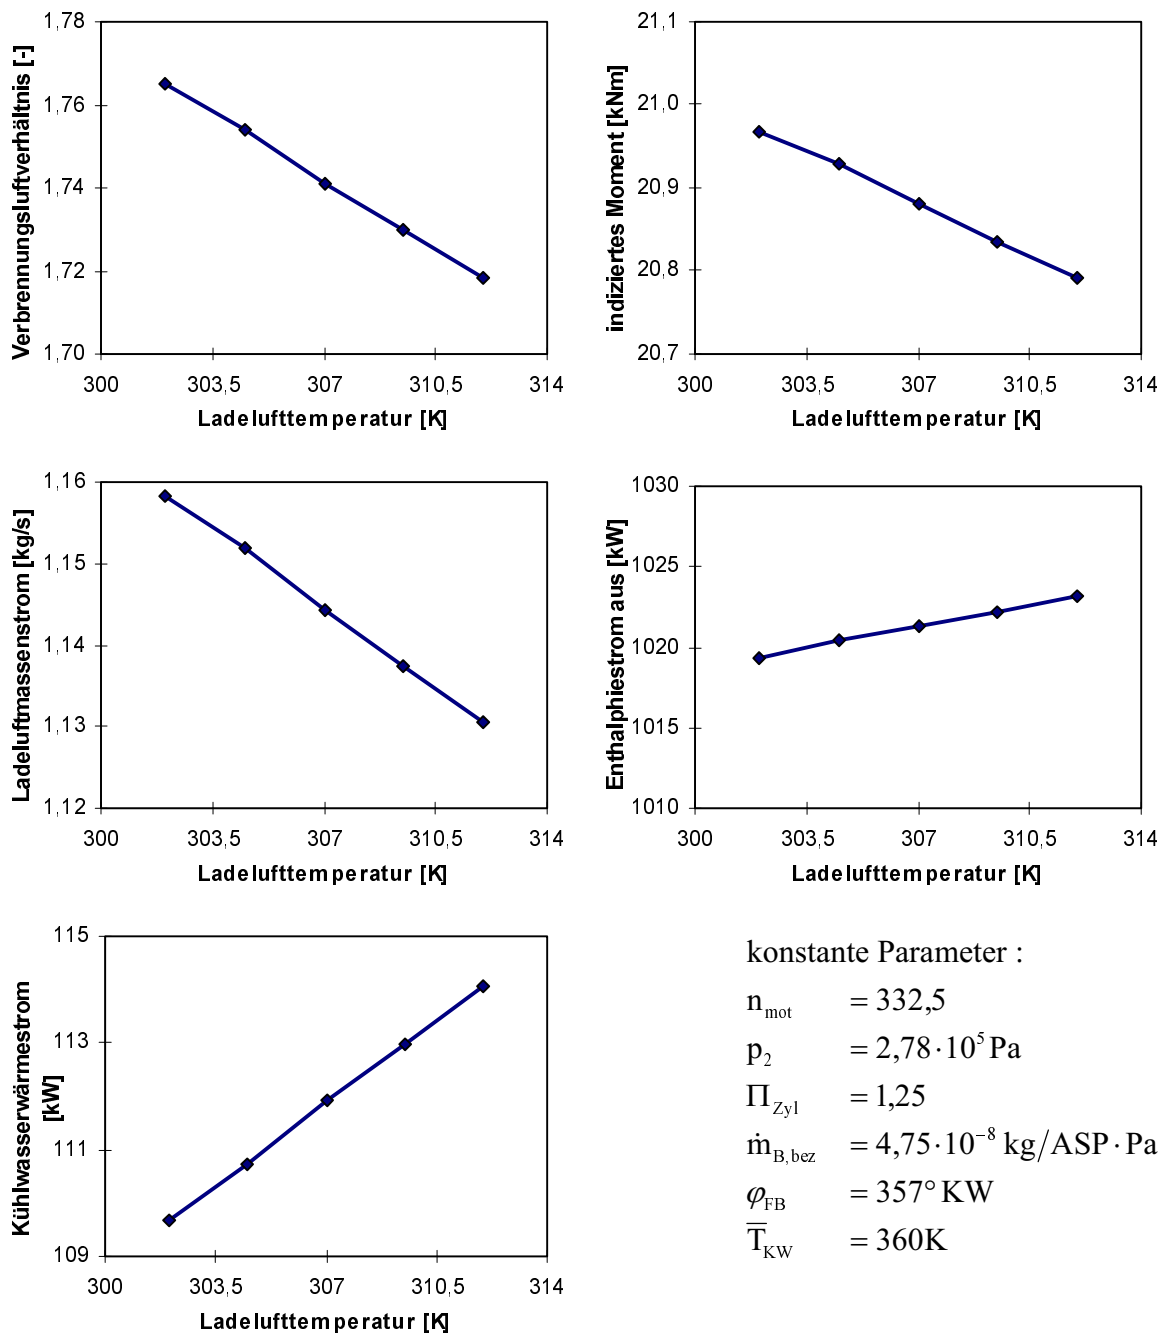 Verbrennungsluftverhältnis [-]
1,78
1,76
1,74
1,72
1,70
300 303,5 307 310,5 314
Ladelufttemperatur [K]
indiziertes Moment [kNm]
21,1
21,0
20,9
20,8
20,7
300 303,5 307 310,5 314
Ladelufttemperatur [K]
Ladeluftmassenstrom [kg/s]
1,16
1,15
1,14
1,13
1,12
300 303,5 307 310,5 314
Ladelufttemperatur [K]
Enthalphiestrom aus [kW]
1030
1025
1020
1015
1010
300 303,5 307 310,5 314
Ladelufttemperatur [K]
Kühlwasserwärmestrom
[kW]
115
113
111
109
300 303,5 307 310,5 314
Ladelufttemperatur [K]
konstante Parameter :
n_mot = 332,5
p_2 = 2,78·10^5 Pa
Π_Zyl = 1,25
ṁ_B,bez = 4,75·10^−8 kg/ASP·Pa
φ_FB = 357° KW
T̅_KW = 360K